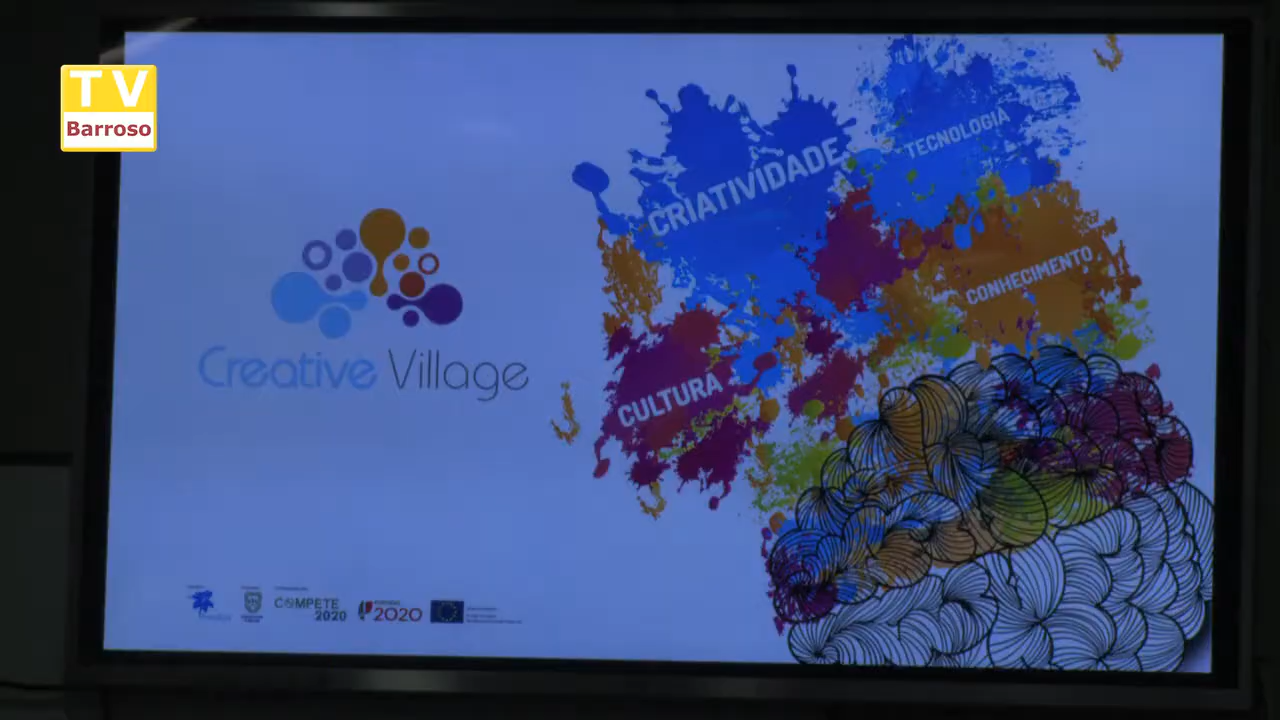 TV
Barroso
CRIATIVIDADE
TECNOLOGIA
CONHECIMENTO
CULTURA
Creative Village
COMPETE
2020
2020